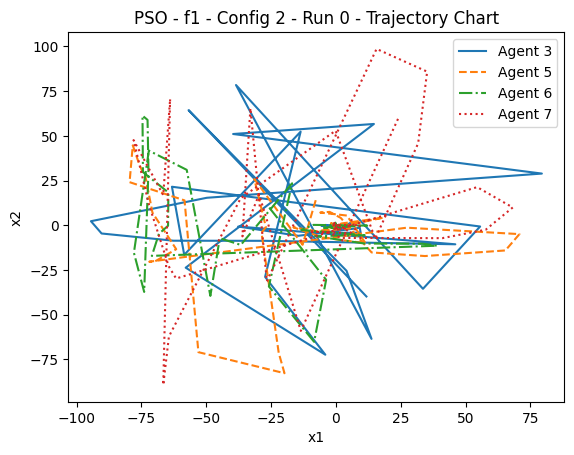 PSO - f1 - Config 2 - Run 0 - Trajectory Chart
Agent 3
Agent 5
Agent 6
Agent 7
x2
100
75
50
25
0
−25
−50
−75
−100 −75 −50 −25 0 25 50 75
x1